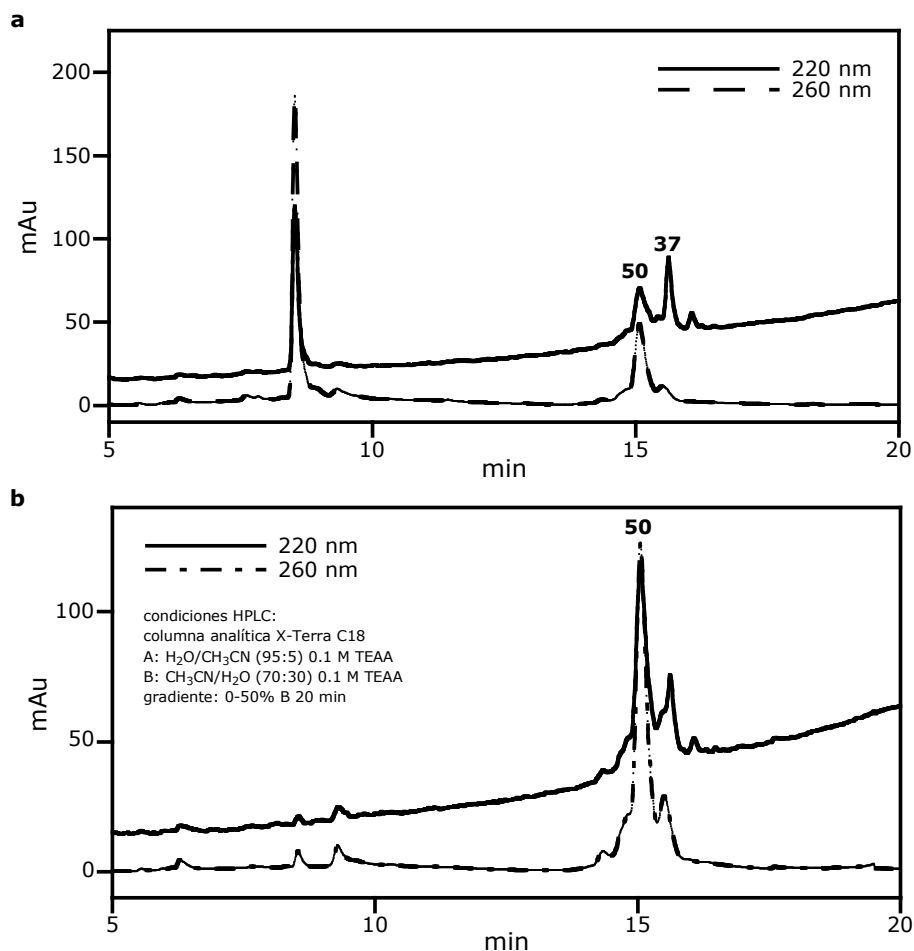 a
200
150
100
50
0
mAu
220 nm
260 nm
50
37
5
10
15
20
min
b
100
50
0
mAu
220 nm
260 nm
condiciones HPLC:
columna analítica X-Terra C18
A: H₂O/CH₃CN (95:5) 0.1 M TEAA
B: CH₃CN/H₂O (70:30) 0.1 M TEAA
gradiente: 0-50% B 20 min
50
5
10
15
20
min